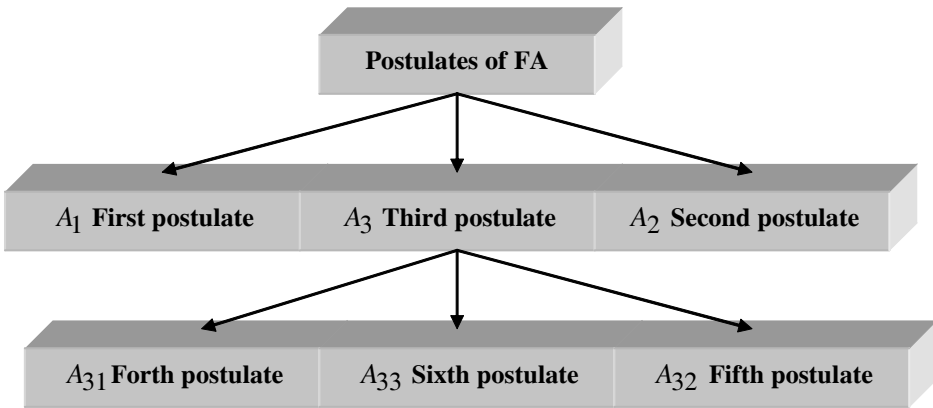 Postulates of FA
A₁ First postulate
A₃ Third postulate
A₂ Second postulate
A₃₁ Forth postulate
A₃₃ Sixth postulate
A₃₂ Fifth postulate